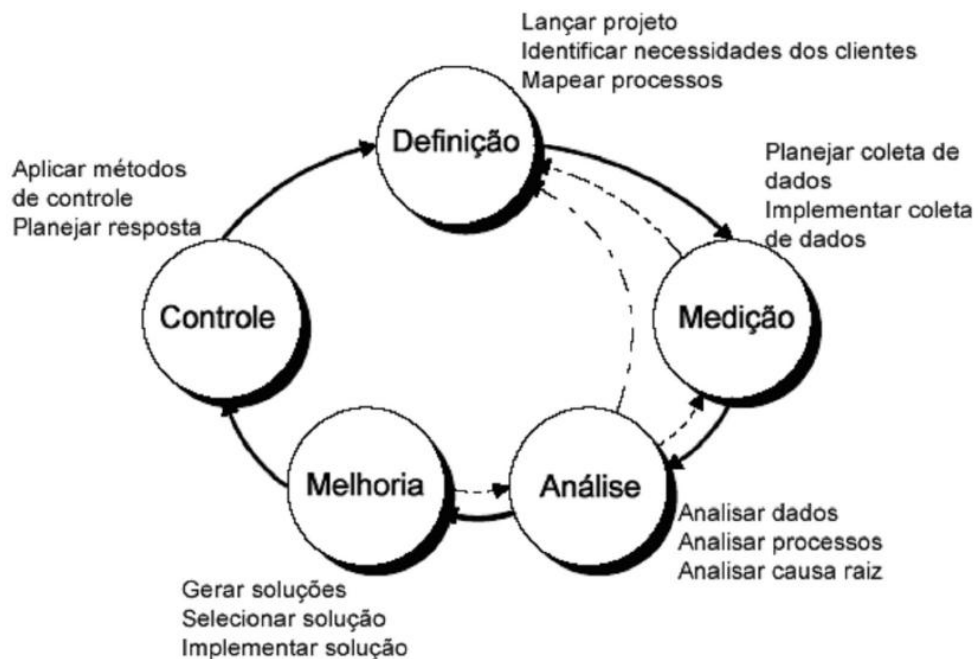 Lançar projeto
Identificar necessidades dos clientes
Mapear processos
Definição
Planejar coleta de
dados
Implementar coleta
de dados
Medição
Análise
Analisar dados
Analisar processos
Analisar causa raiz
Melhoria
Gerar soluções
Selecionar solução
Implementar solução
Controle
Aplicar métodos
de controle
Planejar resposta